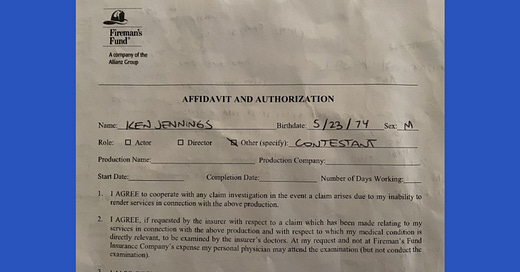 Fireman's
Fund®
A company of the
Allianz Group
AFFIDAVIT AND AUTHORIZATION
Name: KEN JENNINGS Birthdate: 5/23/74 Sex: M
Role: ☐ Actor ☐ Director ☒ Other (specify): CONTESTANT
Production Name: Production Company:
Start Date: Completion Date: Number of Days Working:
1. I AGREE to cooperate with any claim investigation in the event a claim arises due to my inability to
render services in connection with the above production.
2. I AGREE, if requested by the insurer with respect to a claim which has been made relating to my
services in connection with the above production and with respect to which my medical condition is
directly relevant, to be examined by the insurer's doctors. At my request and not at Fireman's Fund
Insurance Company's expense my personal physician may attend the examination (but not conduct the
examination).